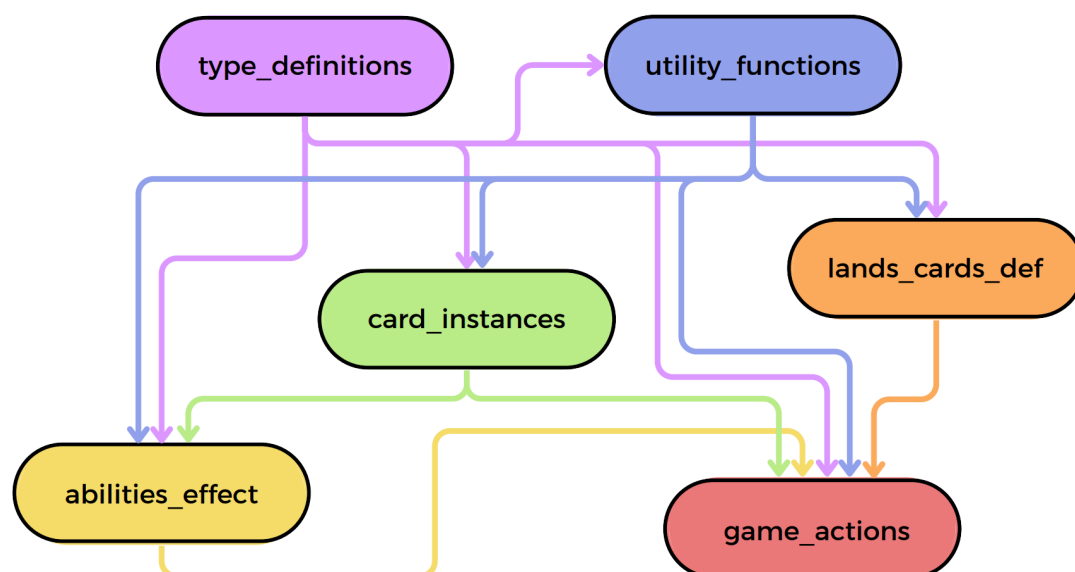 type_definitions
utility_functions
lands_cards_def
card_instances
abilities_effect
game_actions